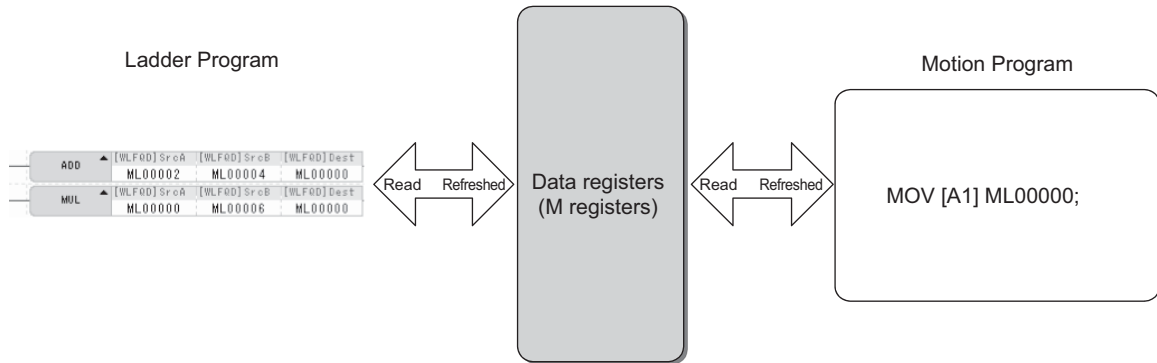 Ladder Program
ADD [WLFQD]SrcA [WLFQD]SrcB [WLFQD]Dest
ML00002 ML00004 ML00000
MUL [WLFQD]SrcA [WLFQD]SrcB [WLFQD]Dest
ML00000 ML00006 ML00000
Read Refreshed
Data registers
(M registers)
Read Refreshed
Motion Program
MOV [A1] ML00000;